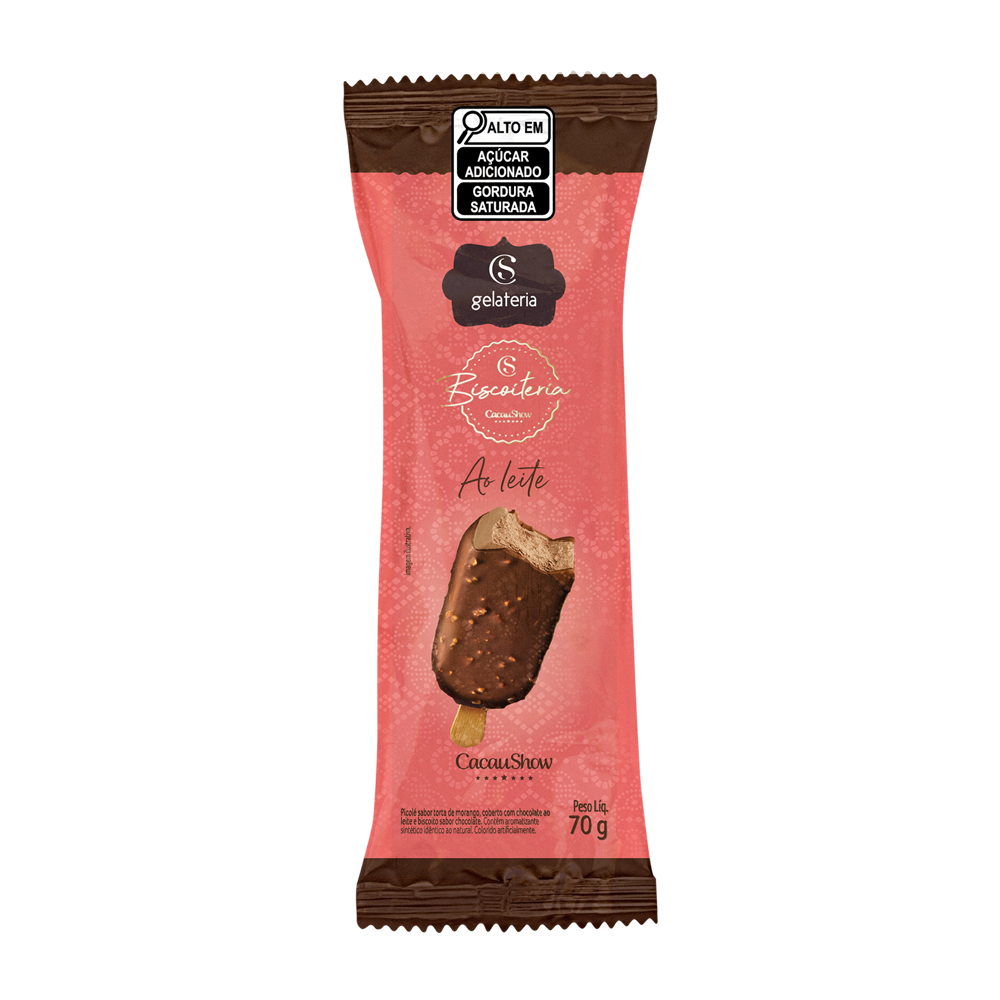 ALTO EM
AÇÚCAR
ADICIONADO
GORDURA
SATURADA
CS
gelateria
CS
Biscoiteria
CacauShow
Ao leite
Imagem ilustrativa.
CacauShow
Picolé sabor torta de morango, coberto com chocolate ao
leite e biscoito sabor chocolate. Contém aromatizante
sintético idêntico ao natural. Colorido artificialmente.
Peso Líq.
70 g